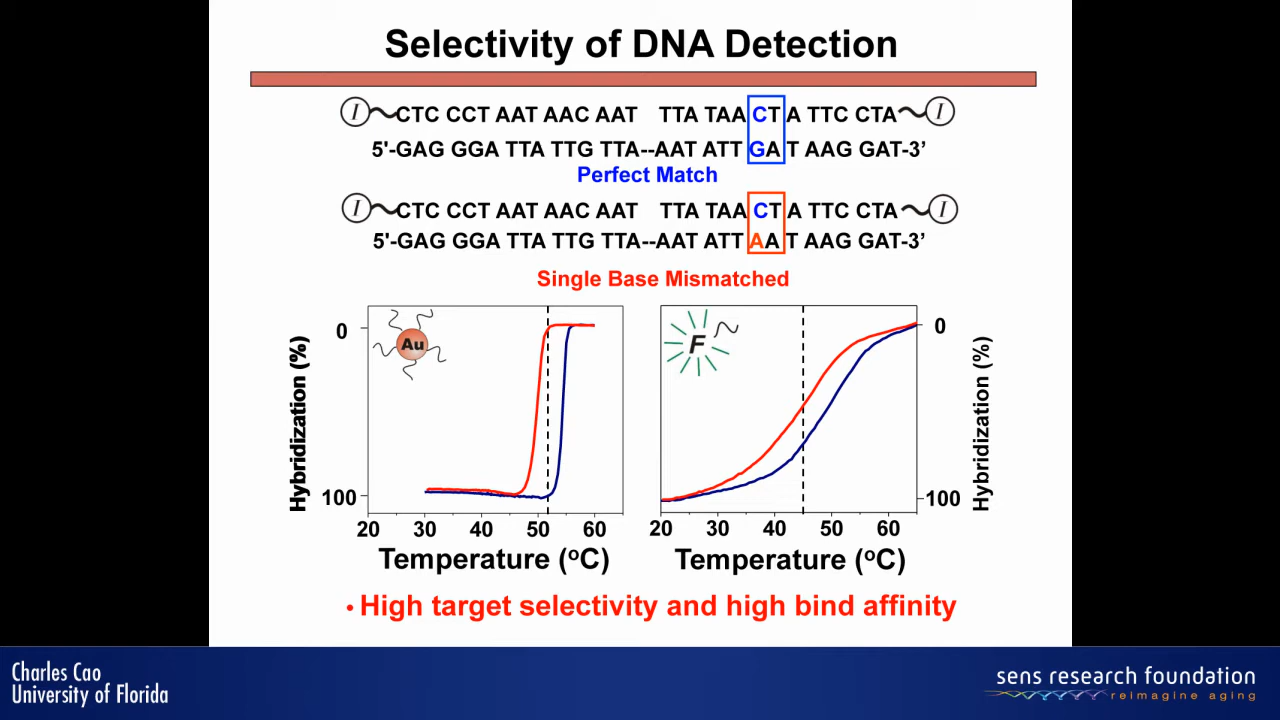 Selectivity of DNA Detection
I CTC CCT AAT AAC AAT TTA TAA CT A TTC CTA I
5'-GAG GGA TTA TTG TTA--AAT ATT GA T AAG GAT-3’
Perfect Match
I CTC CCT AAT AAC AAT TTA TAA CT A TTC CTA I
5'-GAG GGA TTA TTG TTA--AAT ATT AA T AAG GAT-3’
Single Base Mismatched
Hybridization (%)
0
100
Au
20 30 40 50 60
Temperature (oC)
F
0
100
Hybridization (%)
20 30 40 50 60
Temperature (oC)
• High target selectivity and high bind affinity
Charles Cao
University of Florida
sens research foundation
reimagine aging